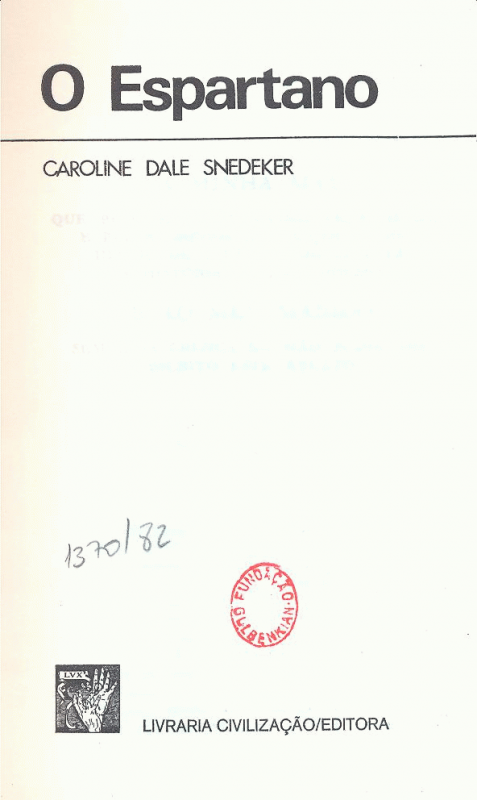 O Espartano
CAROLINE DALE SNEDEKER
1370/82
FUNDAÇÃO
GULBENKIAN
LVX
LIVRARIA CIVILIZAÇÃO/EDITORA